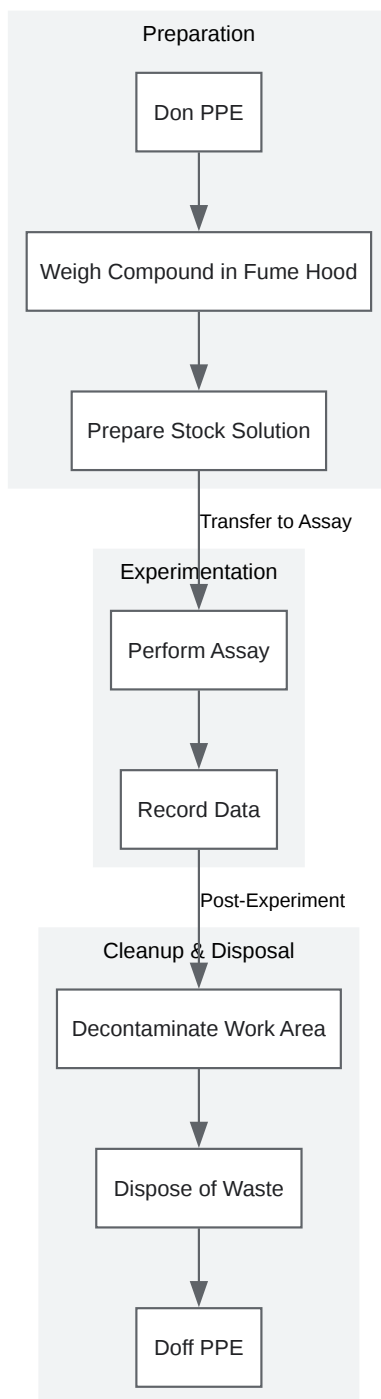 Preparation
Don PPE
Weigh Compound in Fume Hood
Prepare Stock Solution
Transfer to Assay
Experimentation
Perform Assay
Record Data
Post-Experiment
Cleanup & Disposal
Decontaminate Work Area
Dispose of Waste
Doff PPE